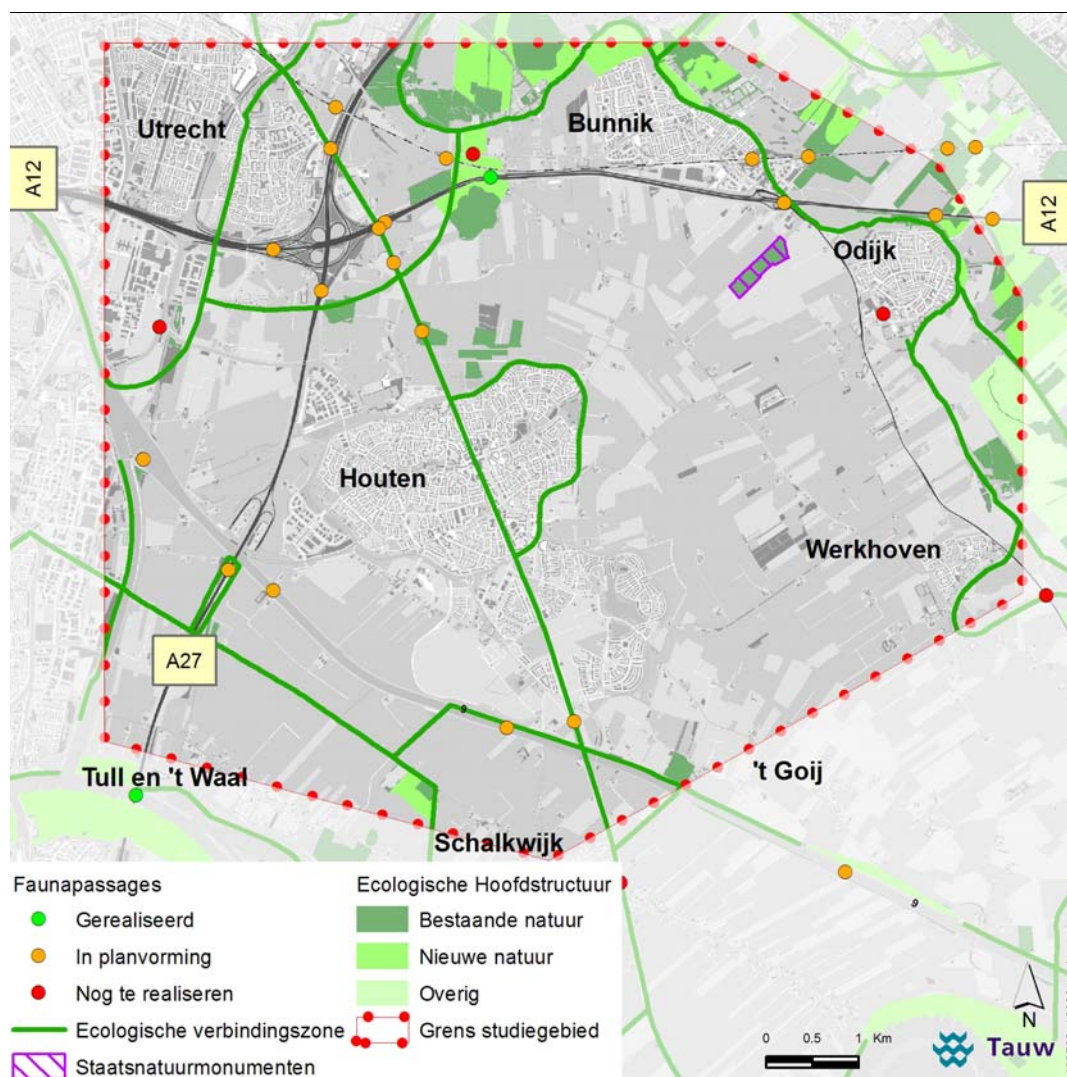 Utrecht
Bunnik
A12
A12
Odijk
Houten
Werkhoven
A27
9
Tull en 't Waal
't Goij
Schalkwijk
9
Faunapassages
Gerealiseerd
In planvorming
Nog te realiseren
Ecologische verbindingszone
Staatsnatuurmonumenten
Ecologische Hoofdstructuur
Bestaande natuur
Nieuwe natuur
Overig
Grens studiegebied
0 0.5 1 Km
N
Tauw